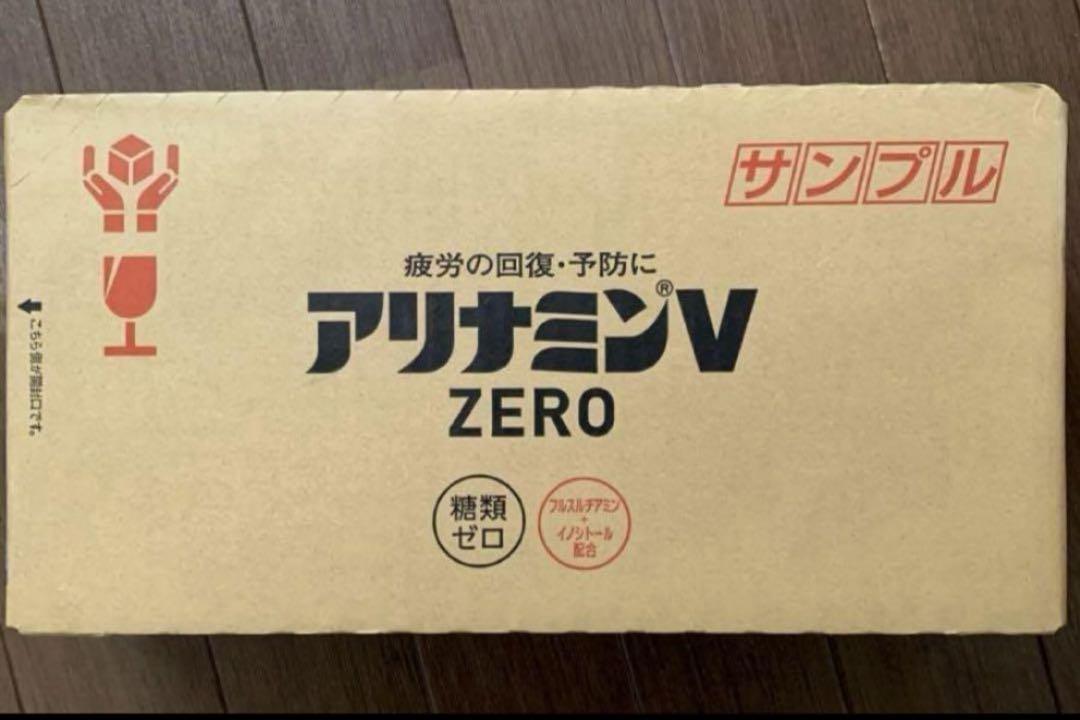 サンプル
疲労の回復・予防に
アリナミン®V
ZERO
糖類
ゼロ
フルスルチアミン
+
イノシトール
配合
こちら側が開封口です。